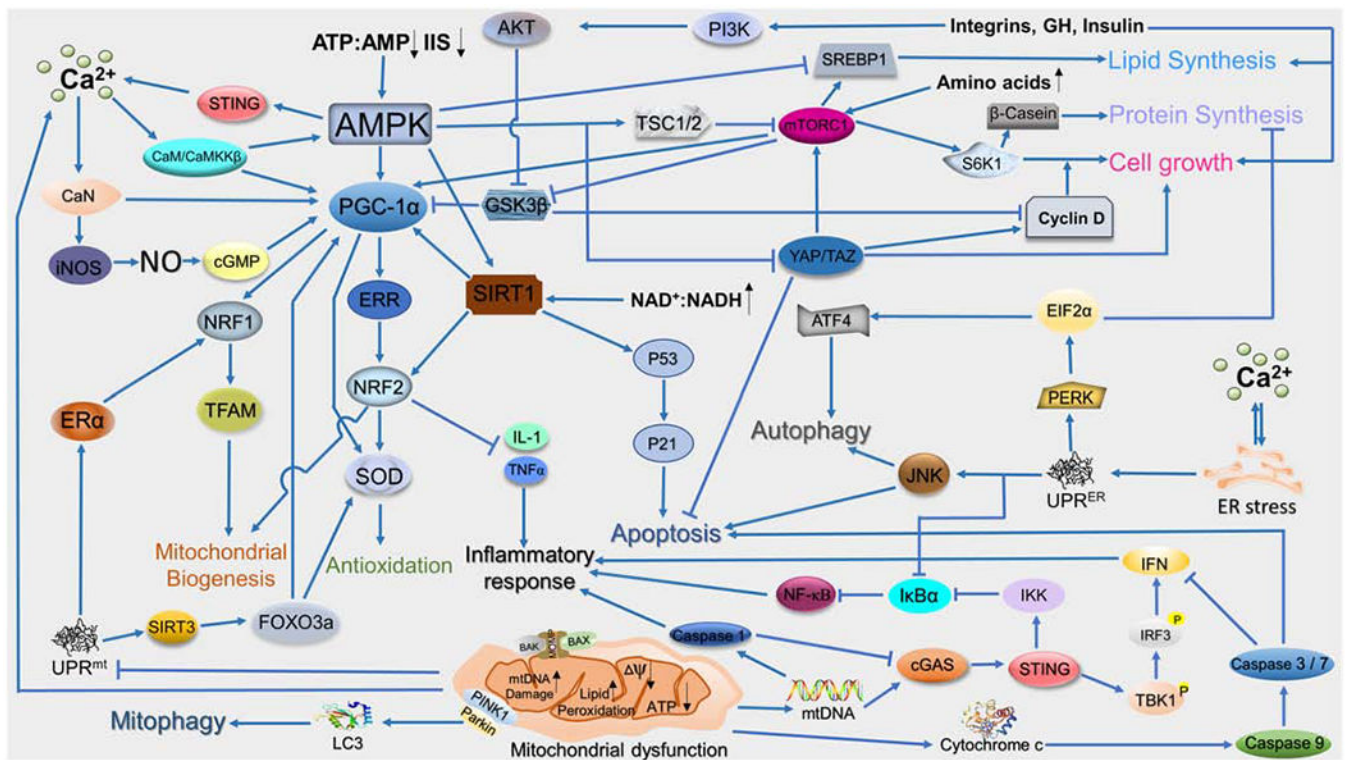 ATP:AMP IIS
AKT
PI3K
Integrins, GH, Insulin
Ca2+
STING
AMPK
TSC1/2
SREBP1
Lipid Synthesis
Amino acids
mTORC1
β-Casein
Protein Synthesis
CaM/CaMKKβ
S6K1
Cell growth
CaN
PGC-1α
GSK3β
Cyclin D
iNOS
NO
cGMP
YAP/TAZ
ERR
SIRT1
NAD+:NADH
NRF1
ATF4
EIF2α
P53
NRF2
Ca2+
ERα
TFAM
PERK
IL-1
P21
Autophagy
TNFα
SOD
JNK
UPRER
ER stress
Mitochondrial
Biogenesis
Antioxidation
Inflammatory
response
Apoptosis
IFN
NF-κB
IκBα
IKK
UPRmt
SIRT3
FOXO3a
IRF3
P
BAK
MOMP
BAX
Caspase 1
cGAS
STING
Caspase 3 / 7
mtDNA
Damage
Lipid
Peroxidation
ΔΨ
ATP
mtDNA
TBK1
P
PINK1
Parkin
Mitophagy
LC3
Mitochondrial dysfunction
Cytochrome c
Caspase 9